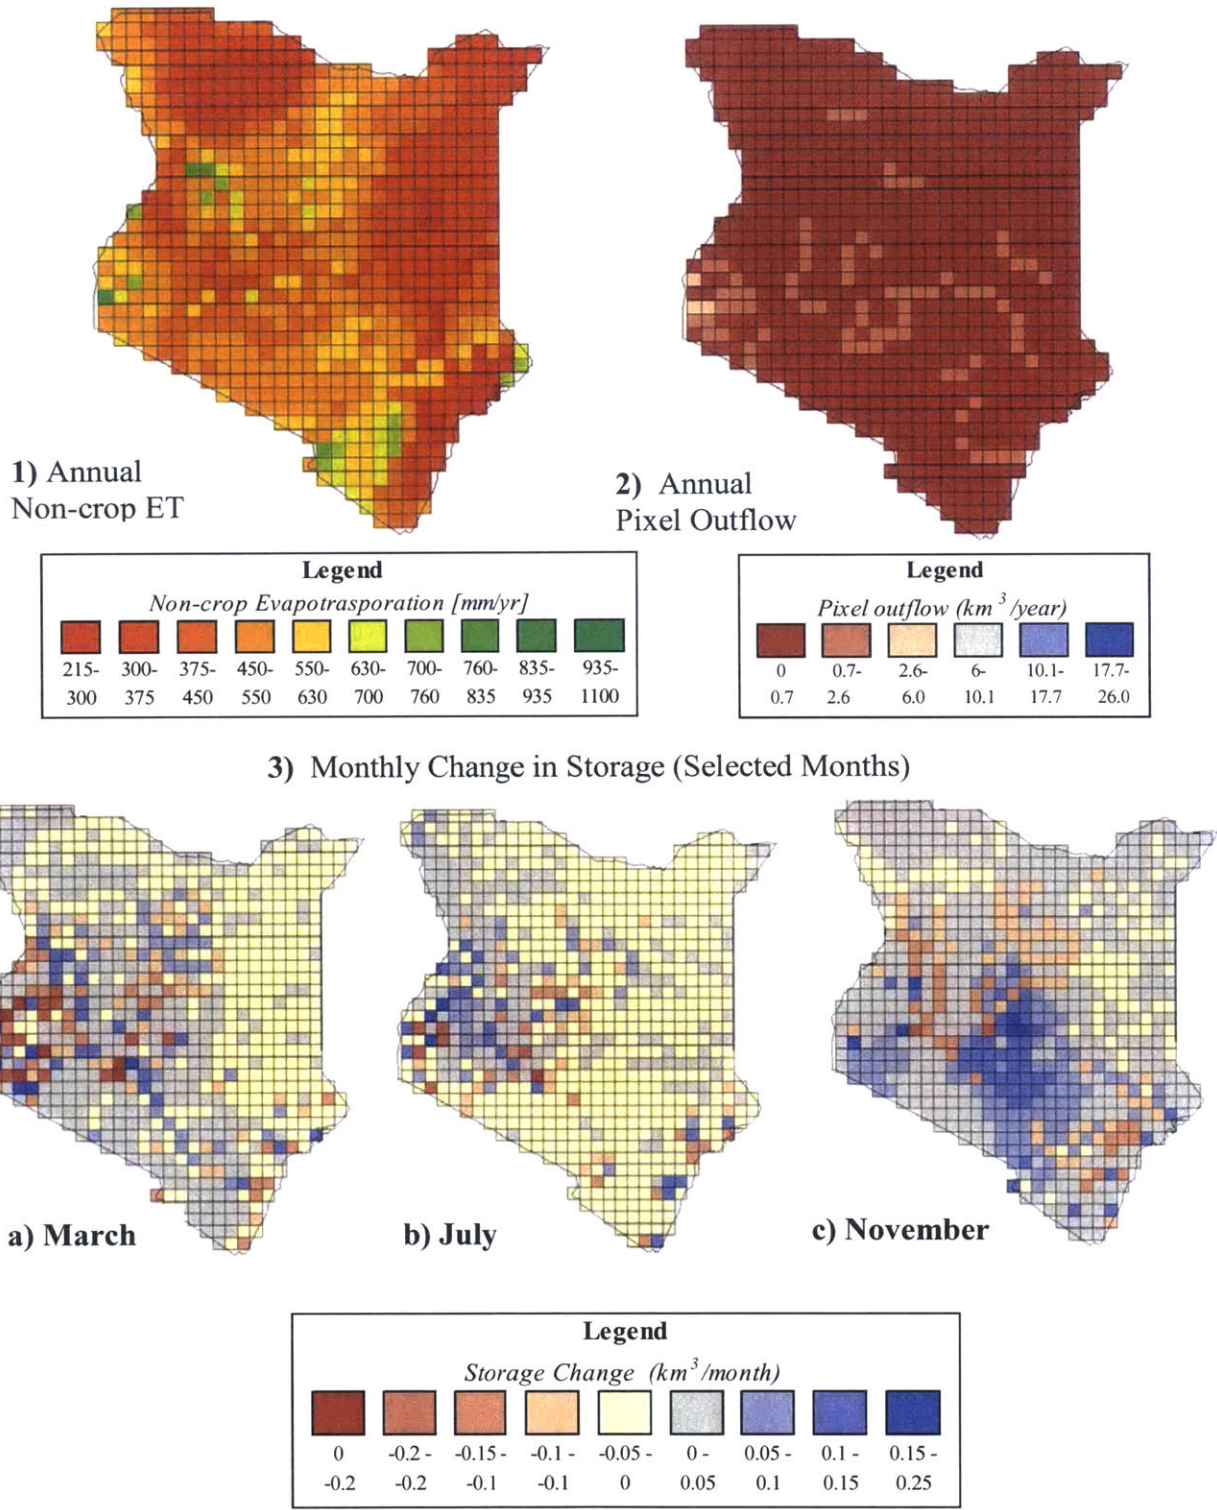 1) Annual
Non-crop ET
2) Annual
Pixel Outflow
Legend
Non-crop Evapotrasporation [mm/yr]
215- 300- 375- 450- 550- 630- 700- 760- 835- 935-
300 375 450 550 630 700 760 835 935 1100
Legend
Pixel outflow (km³/year)
0 0.7- 2.6- 6- 10.1- 17.7-
0.7 2.6 6.0 10.1 17.7 26.0
3) Monthly Change in Storage (Selected Months)
a) March
b) July
c) November
Legend
Storage Change (km³/month)
0 -0.2 - -0.15 - -0.1 - -0.05 - 0 - 0.05 - 0.1 - 0.15 -
-0.2 -0.2 -0.1 -0.1 0 0.05 0.1 0.15 0.25